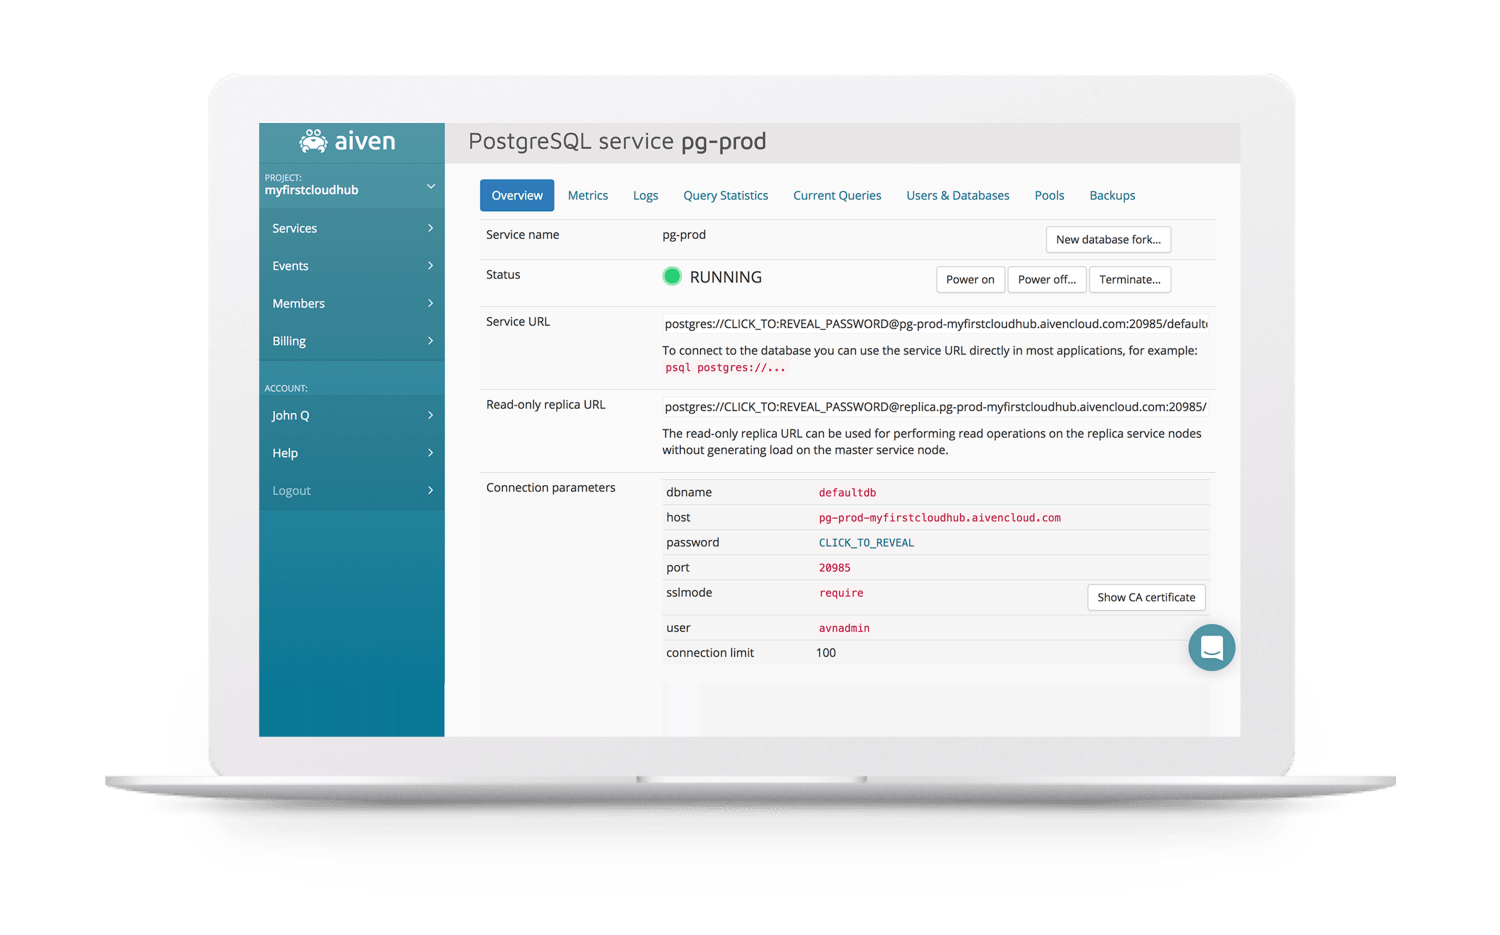 aiven
PostgreSQL service pg-prod
PROJECT:
myfirstcloudhub
Services
Events
Members
Billing
ACCOUNT:
John Q
Help
Logout
Overview Metrics Logs Query Statistics Current Queries Users & Databases Pools Backups
Service name pg-prod New database fork...
Status RUNNING Power on Power off... Terminate...
Service URL postgres://CLICK_TO:REVEAL_PASSWORD@pg-prod-myfirstcloudhub.aivencloud.com:20985/default
To connect to the database you can use the service URL directly in most applications, for example:
psql postgres://...
Read-only replica URL postgres://CLICK_TO:REVEAL_PASSWORD@replica.pg-prod-myfirstcloudhub.aivencloud.com:20985/
The read-only replica URL can be used for performing read operations on the replica service nodes
without generating load on the master service node.
Connection parameters dbname defaultdb
host pg-prod-myfirstcloudhub.aivencloud.com
password CLICK_TO_REVEAL
port 20985
sslmode require Show CA certificate
user avnadmin
connection limit 100